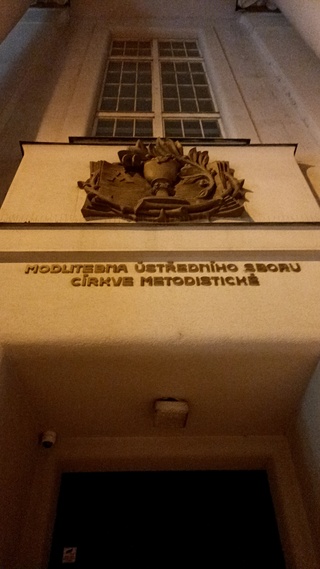 MODLITEBNA ÚSTŘEDNÍHO SBORU
CÍRKVE METODISTICKÉ